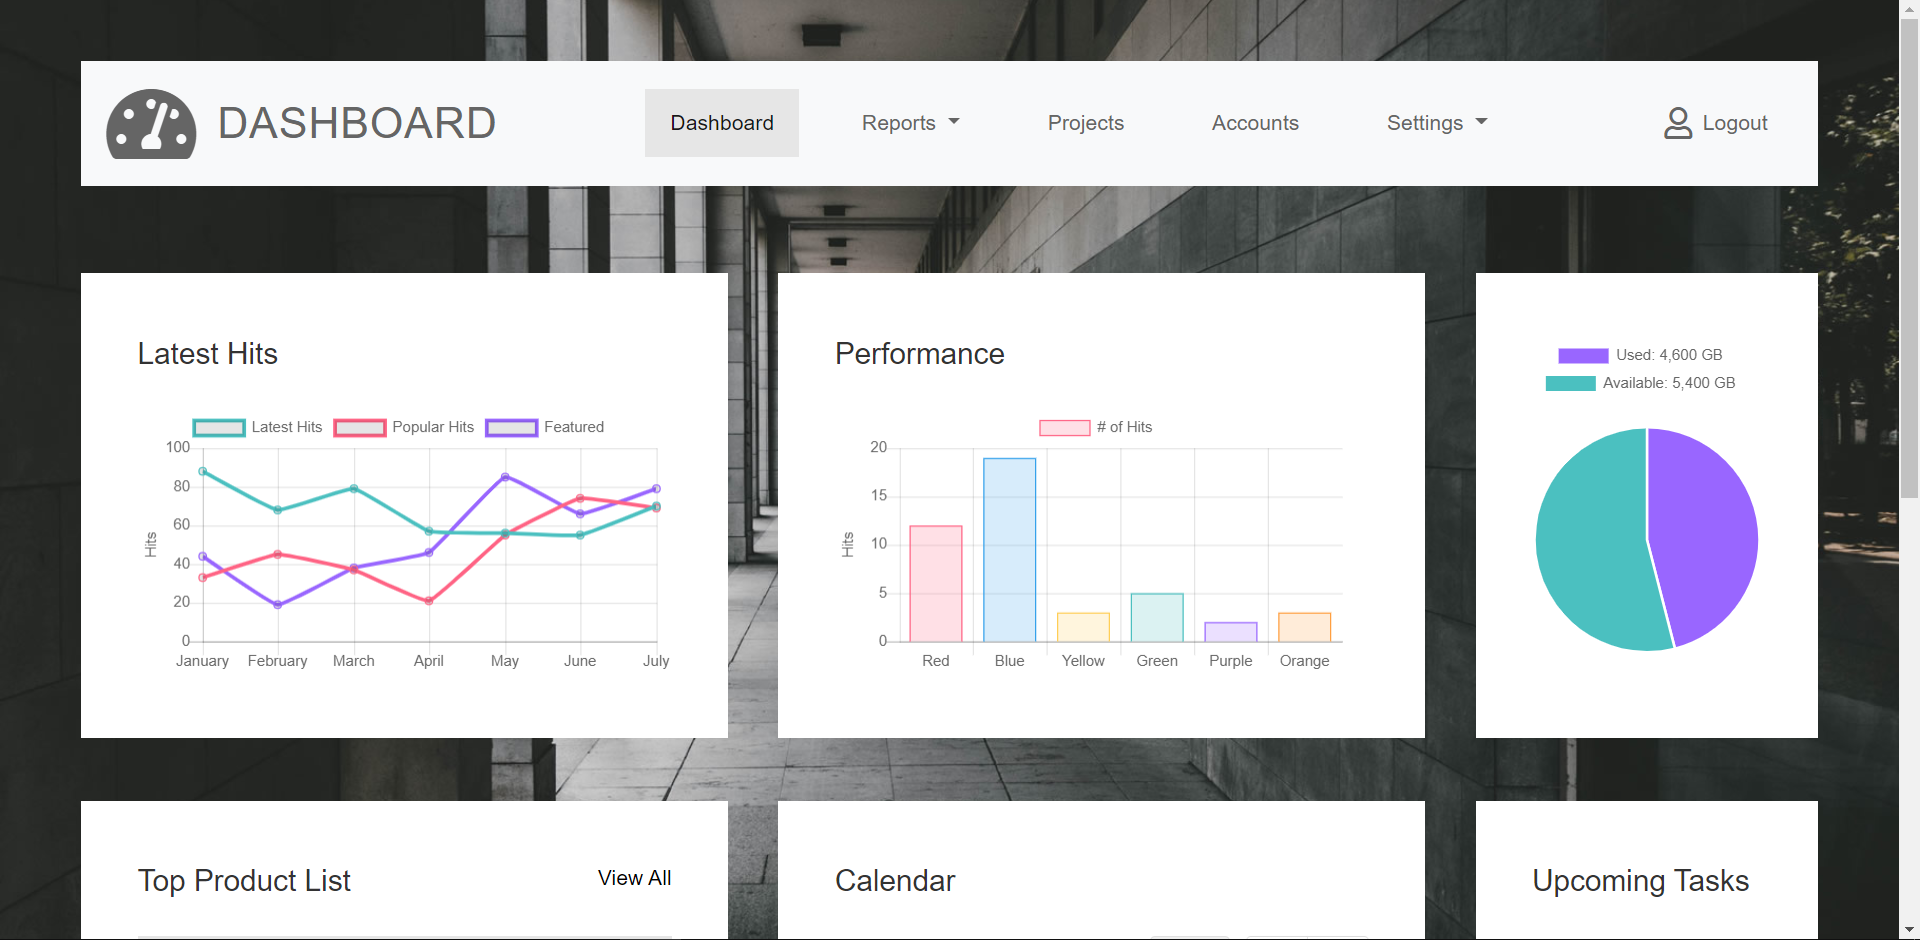 DASHBOARD
Dashboard
Reports
Projects
Accounts
Settings
Logout
Latest Hits
Latest Hits
Popular Hits
Featured
100
80
60
40
20
0
Hits
January
February
March
April
May
June
July
Performance
# of Hits
20
15
10
5
0
Hits
Red
Blue
Yellow
Green
Purple
Orange
Used: 4,600 GB
Available: 5,400 GB
Top Product List
View All
Calendar
Upcoming Tasks